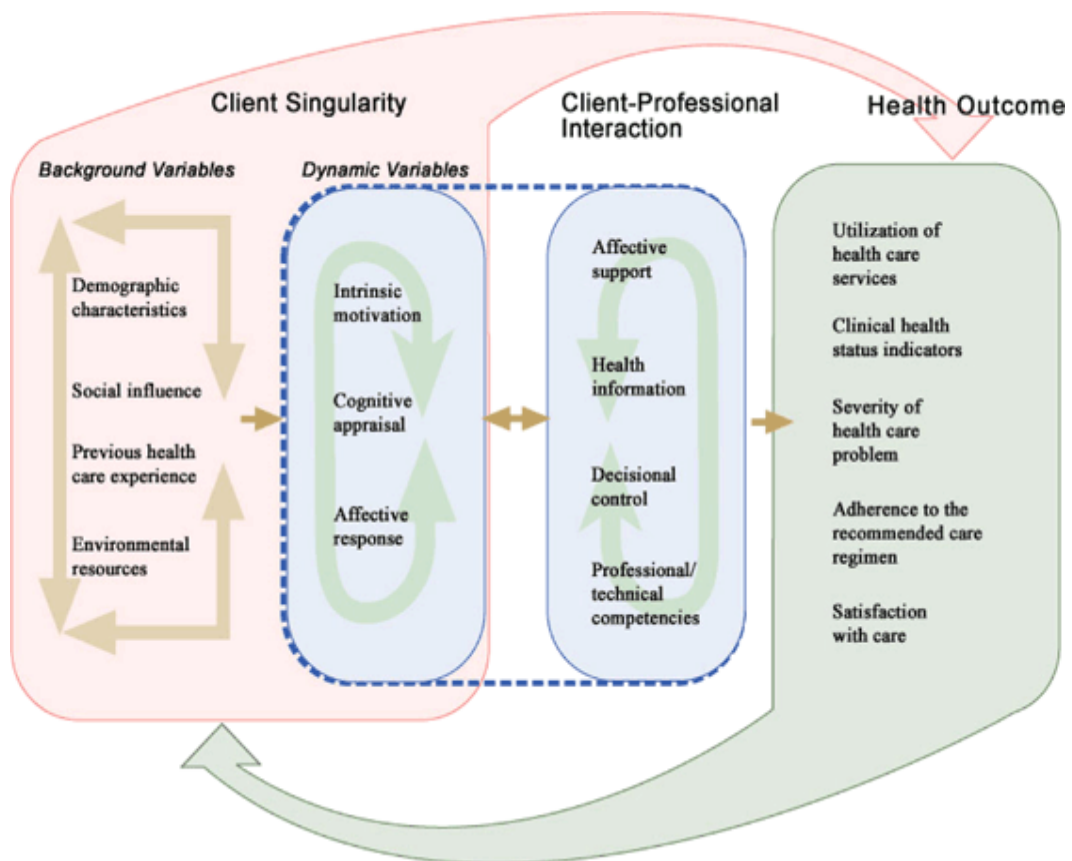 Client Singularity
Client-Professional
Interaction
Health Outcome
Background Variables
Dynamic Variables
Demographic
characteristics
Social influence
Previous health
care experience
Environmental
resources
Intrinsic
motivation
Cognitive
appraisal
Affective
response
Affective
support
Health
information
Decisional
control
Professional/
technical
competencies
Utilization of
health care
services
Clinical health
status indicators
Severity of
health care
problem
Adherence to the
recommended care
regimen
Satisfaction
with care